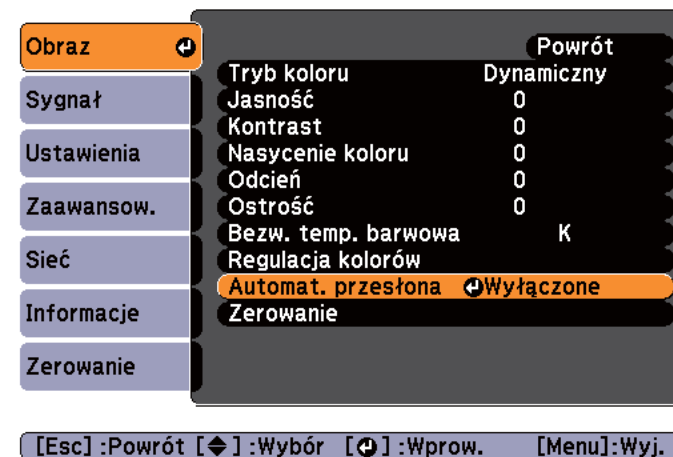 Obraz
Sygnał
Ustawienia
Zaawansow.
Sieć
Informacje
Zerowanie
Powrót
Tryb koloru Dynamiczny
Jasność 0
Kontrast 0
Nasycenie koloru 0
Odcień 0
Ostrość 0
Bezw. temp. barwowa K
Regulacja kolorów
Automat. przesłona Wyłączone
Zerowanie
[Esc] :Powrót [ ] :Wybór [ ] :Wprow. [Menu]:Wyj.